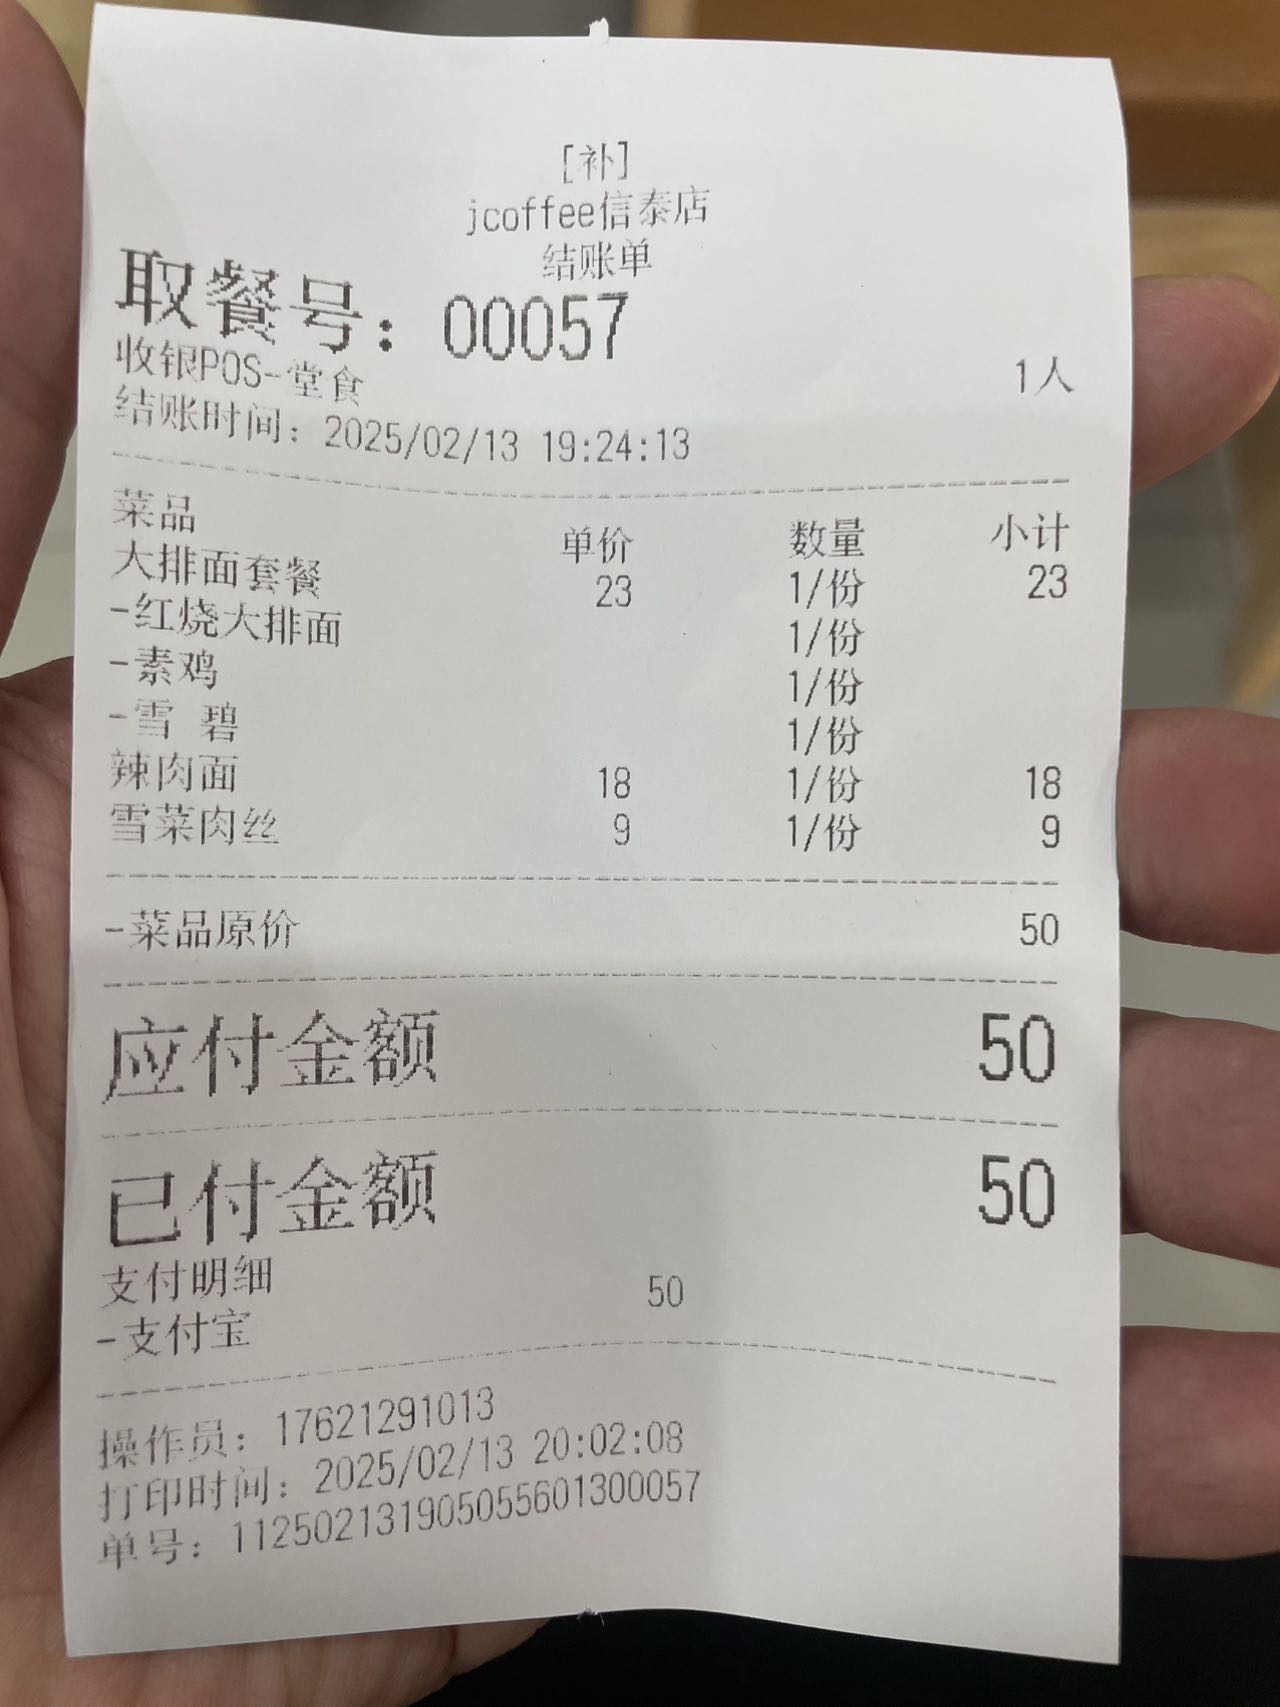 [补]
jcoffee信泰店
结账单
取餐号：00057
收银POS-堂食 1人
结账时间：2025/02/13 19:24:13
菜品 单价 数量 小计
大排面套餐 23 1/份 23
-红烧大排面 1/份
-素鸡 1/份
-雪 碧 1/份
辣肉面 18 1/份 18
雪菜肉丝 9 1/份 9
-菜品原价 50
应付金额 50
已付金额 50
支付明细
-支付宝 50
操作员：17621291013
打印时间：2025/02/13 20:02:08
单号：112502131905055601300057